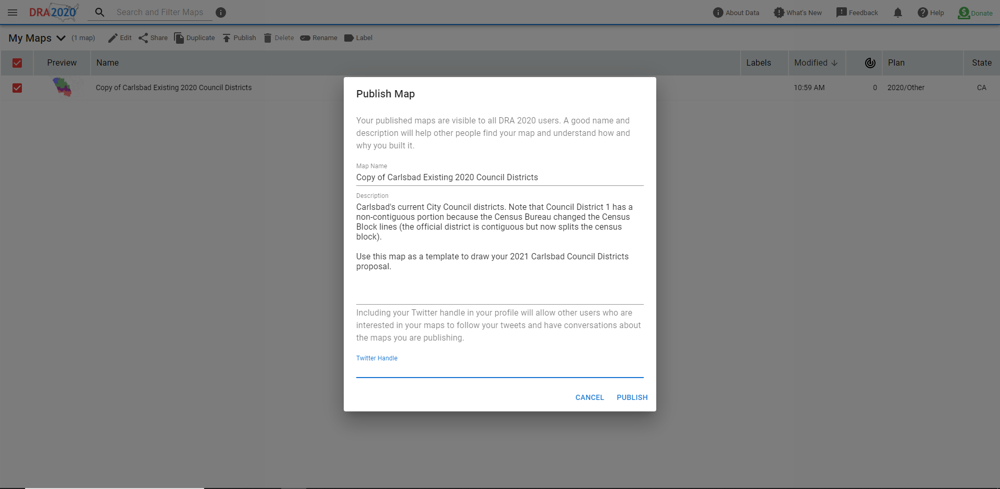 DRA2020
Search and Filter Maps
About Data
What's New
Feedback
Help
Donate
My Maps (1 map) Edit Share Duplicate Publish Delete Rename Label
Preview Name Labels Modified Plan State
Copy of Carlsbad Existing 2020 Council Districts 10:59 AM 0 2020/Other CA
Publish Map
Your published maps are visible to all DRA 2020 users. A good name and
description will help other people find your map and understand how and
why you built it.
Map Name
Copy of Carlsbad Existing 2020 Council Districts
Description
Carlsbad's current City Council districts. Note that Council District 1 has a
non-contiguous portion because the Census Bureau changed the Census
Block lines (the official district is contiguous but now splits the census
block).
Use this map as a template to draw your 2021 Carlsbad Council Districts
proposal.
Including your Twitter handle in your profile will allow other users who are
interested in your maps to follow your tweets and have conversations about
the maps you are publishing.
Twitter Handle
CANCEL PUBLISH